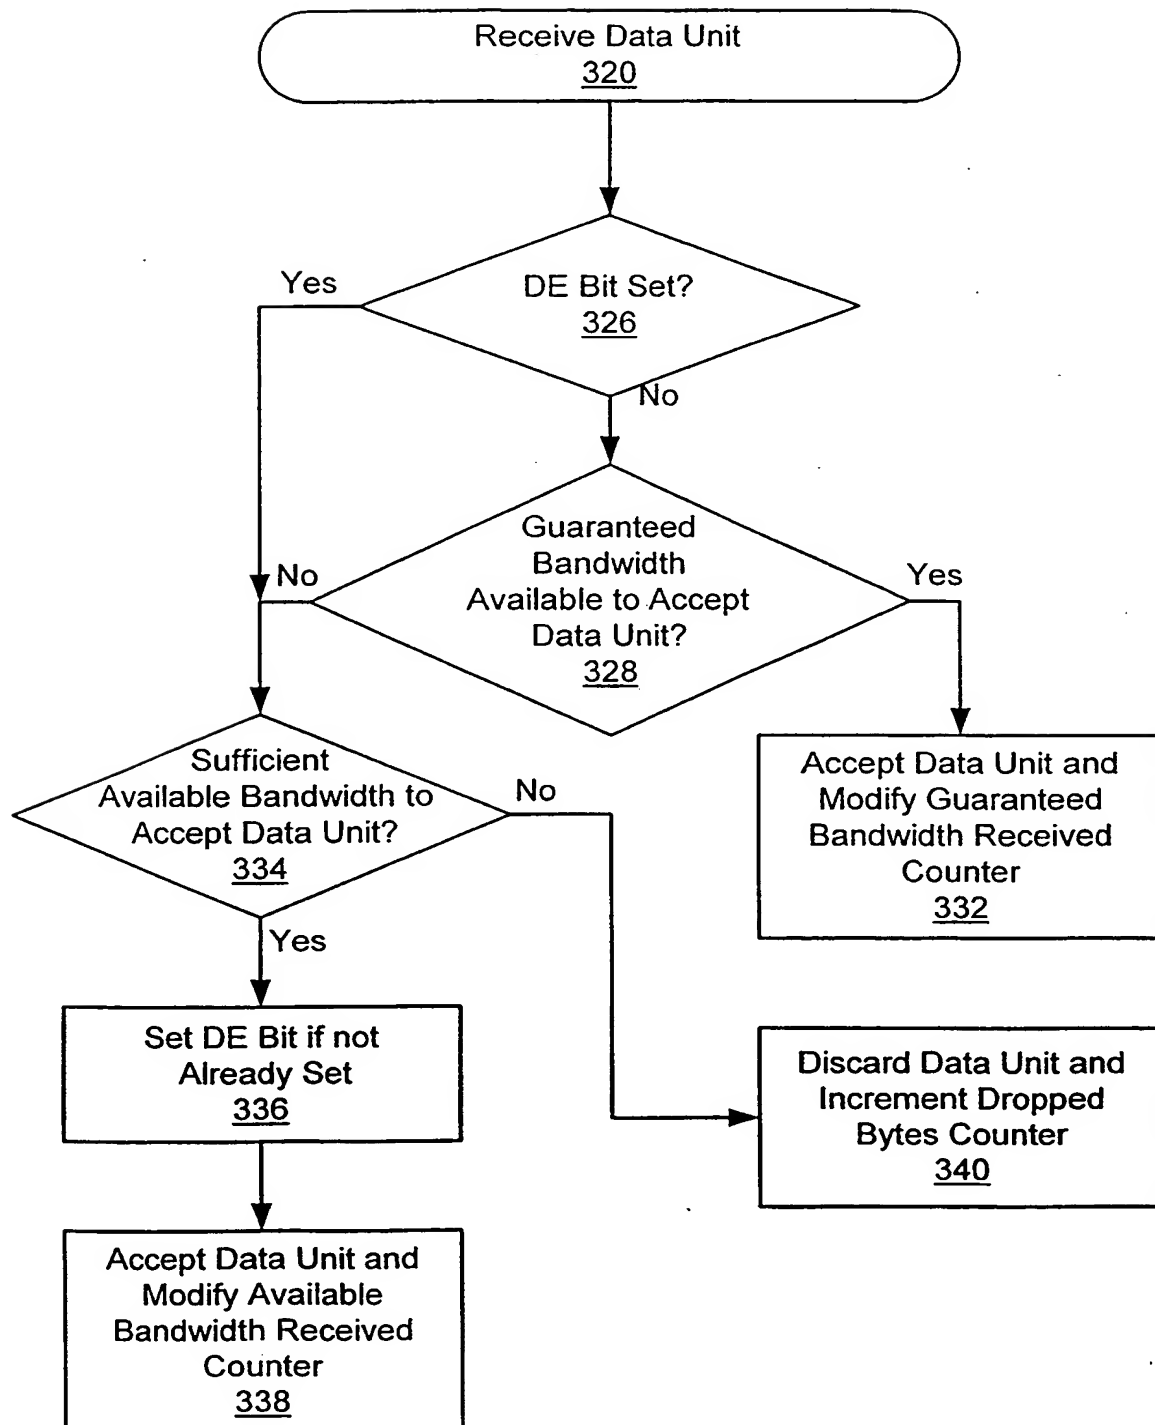 Receive Data Unit
320
DE Bit Set?
326
Yes
No
Guaranteed
Bandwidth
Available to Accept
Data Unit?
328
No
Yes
Sufficient
Available Bandwidth to
Accept Data Unit?
334
No
Yes
Accept Data Unit and
Modify Guaranteed
Bandwidth Received
Counter
332
Set DE Bit if not
Already Set
336
Discard Data Unit and
Increment Dropped
Bytes Counter
340
Accept Data Unit and
Modify Available
Bandwidth Received
Counter
338